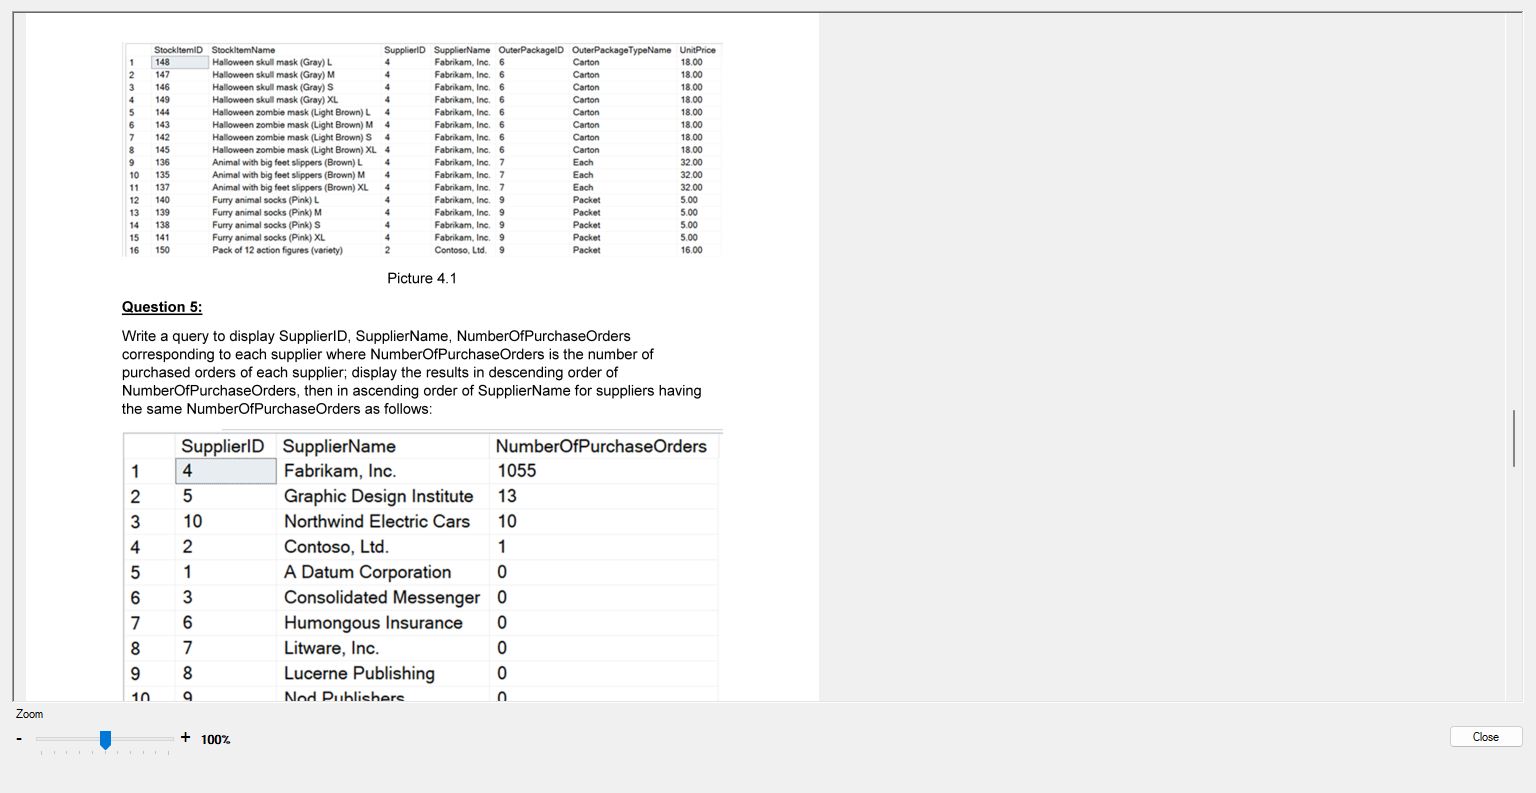 StockItemID StockItemName SupplierID SupplierName OuterPackageID OuterPackageTypeName UnitPrice
1 148 Halloween skull mask (Gray) L 4 Fabrikam, Inc. 6 Carton 18.00
2 147 Halloween skull mask (Gray) M 4 Fabrikam, Inc. 6 Carton 18.00
3 146 Halloween skull mask (Gray) S 4 Fabrikam, Inc. 6 Carton 18.00
4 149 Halloween skull mask (Gray) XL 4 Fabrikam, Inc. 6 Carton 18.00
5 144 Halloween zombie mask (Light Brown) L 4 Fabrikam, Inc. 6 Carton 18.00
6 143 Halloween zombie mask (Light Brown) M 4 Fabrikam, Inc. 6 Carton 18.00
7 142 Halloween zombie mask (Light Brown) S 4 Fabrikam, Inc. 6 Carton 18.00
8 145 Halloween zombie mask (Light Brown) XL 4 Fabrikam, Inc. 6 Carton 18.00
9 136 Animal with big feet slippers (Brown) L 4 Fabrikam, Inc. 7 Each 32.00
10 135 Animal with big feet slippers (Brown) M 4 Fabrikam, Inc. 7 Each 32.00
11 137 Animal with big feet slippers (Brown) XL 4 Fabrikam, Inc. 7 Each 32.00
12 140 Furry animal socks (Pink) L 4 Fabrikam, Inc. 9 Packet 5.00
13 139 Furry animal socks (Pink) M 4 Fabrikam, Inc. 9 Packet 5.00
14 138 Furry animal socks (Pink) S 4 Fabrikam, Inc. 9 Packet 5.00
15 141 Furry animal socks (Pink) XL 4 Fabrikam, Inc. 9 Packet 5.00
16 150 Pack of 12 action figures (variety) 2 Contoso, Ltd. 9 Packet 16.00
Picture 4.1
Question 5:
Write a query to display SupplierID, SupplierName, NumberOfPurchaseOrders
corresponding to each supplier where NumberOfPurchaseOrders is the number of
purchased orders of each supplier; display the results in descending order of
NumberOfPurchaseOrders, then in ascending order of SupplierName for suppliers having
the same NumberOfPurchaseOrders as follows:
SupplierID SupplierName NumberOfPurchaseOrders
1 4 Fabrikam, Inc. 1055
2 5 Graphic Design Institute 13
3 10 Northwind Electric Cars 10
4 2 Contoso, Ltd. 1
5 1 A Datum Corporation 0
6 3 Consolidated Messenger 0
7 6 Humongous Insurance 0
8 7 Litware, Inc. 0
9 8 Lucerne Publishing 0
10 9 Nod Publishers 0
Zoom
- + 100%
Close